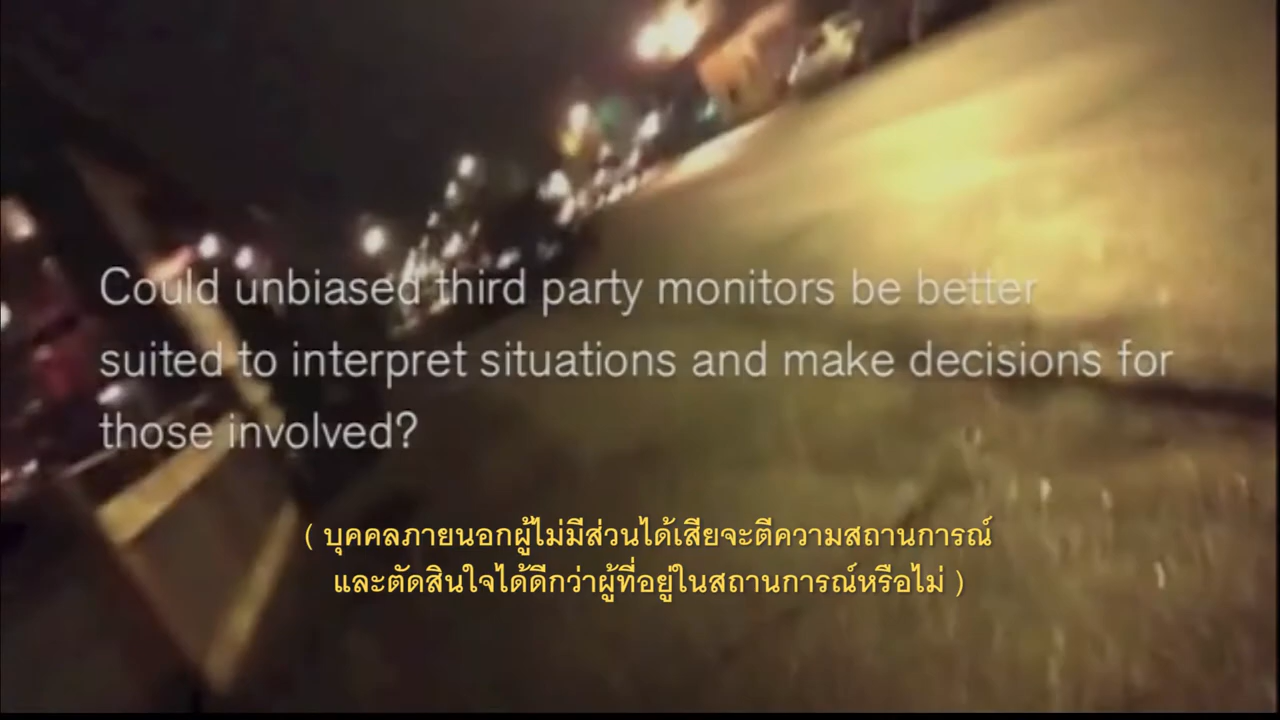 Could unbiased third party monitors be better
suited to interpret situations and make decisions for
those involved?
( บุคคลภายนอกผู้ไม่มีส่วนได้เสียจะตีความสถานการณ์
และตัดสินใจได้ดีกว่าผู้ที่อยู่ในสถานการณ์หรือไม่ )